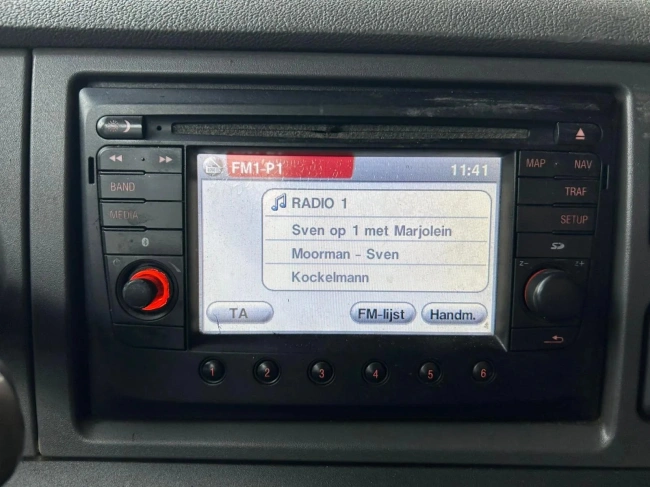 FM1-P1 11:41
RADIO 1
Sven op 1 met Marjolein
Moorman - Sven
Kockelmann
TA FM-lijst Handm.
4
BAND
MEDIA
MAP NAV
TRAF
SETUP
z- z+
1 2 3 4 5 6